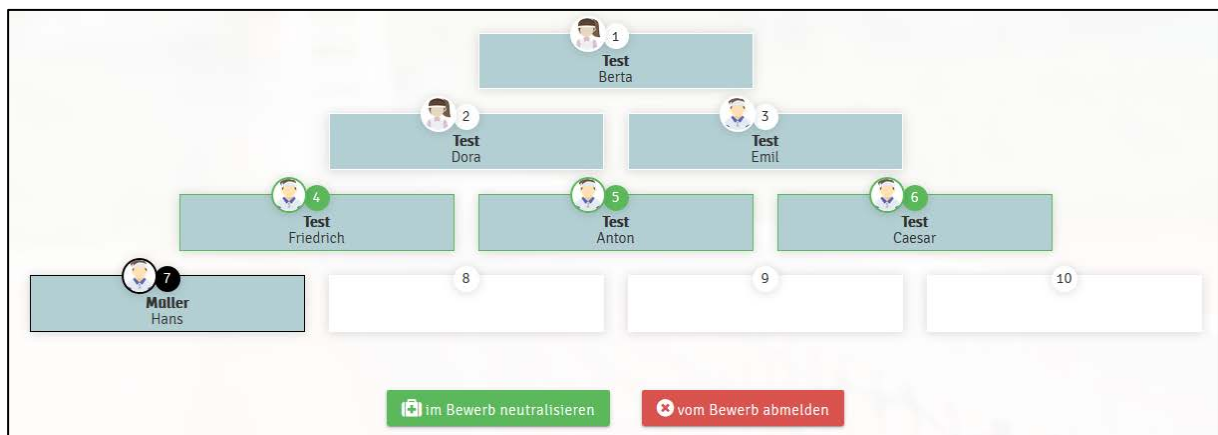 1
Test
Berta
2
Test
Dora
3
Test
Emil
4
Test
Friedrich
5
Test
Anton
6
Test
Caesar
7
Müller
Hans
8
9
10
im Bewerb neutralisieren
vom Bewerb abmelden